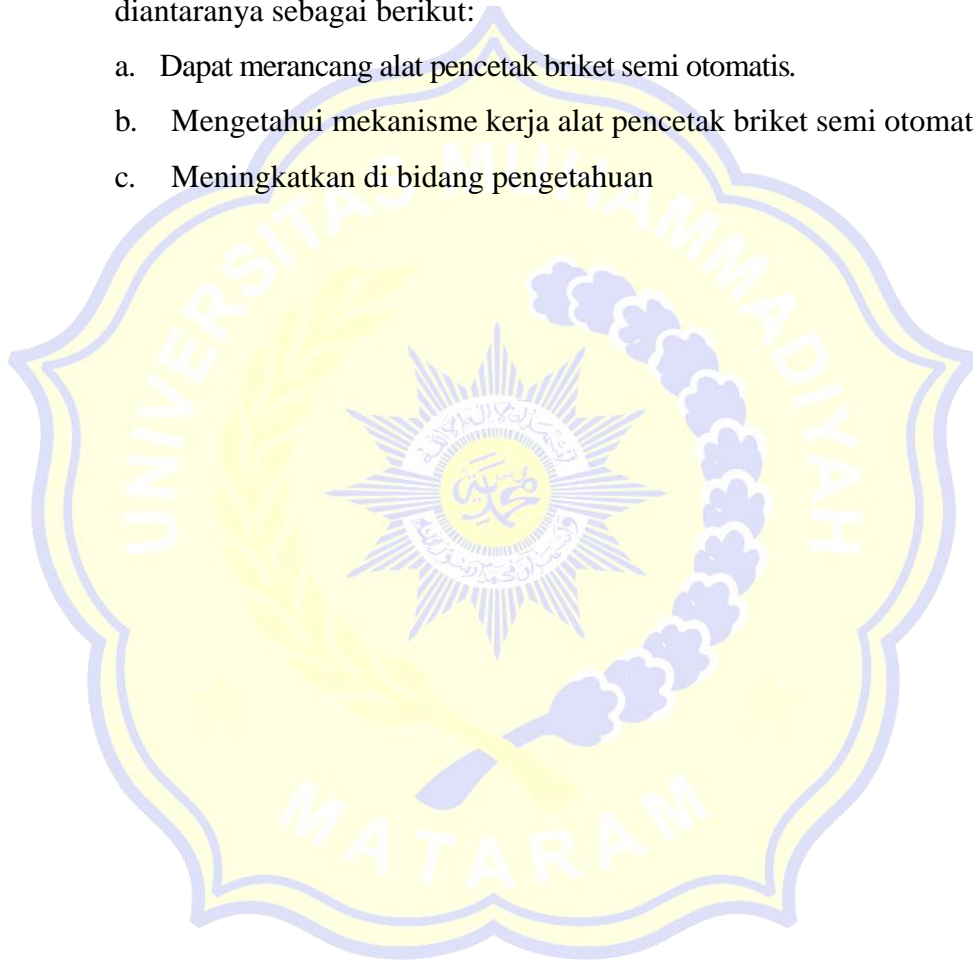 diantaranya sebagai berikut:
a. Dapat merancang alat pencetak briket semi otomatis.
b. Mengetahui mekanisme kerja alat pencetak briket semi otomat
c. Meningkatkan di bidang pengetahuan
UNIVERSITAS MUHAMMADIYAH
MATARAM